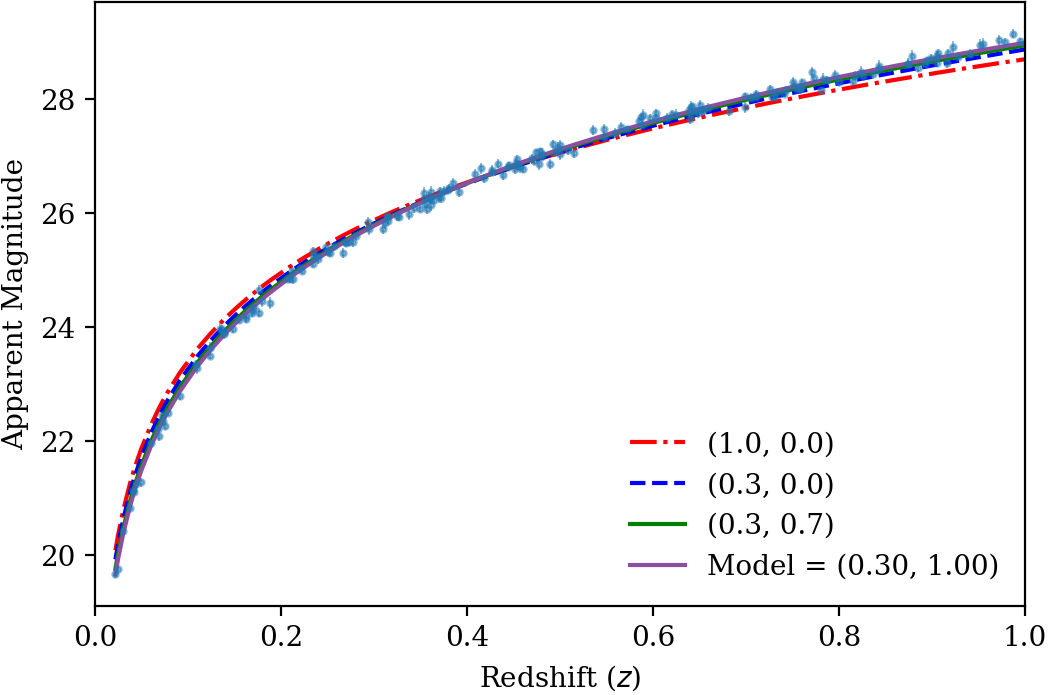 Apparent Magnitude
28
26
24
22
20
(1.0, 0.0)
(0.3, 0.0)
(0.3, 0.7)
Model = (0.30, 1.00)
0.0 0.2 0.4 0.6 0.8 1.0
Redshift (z)